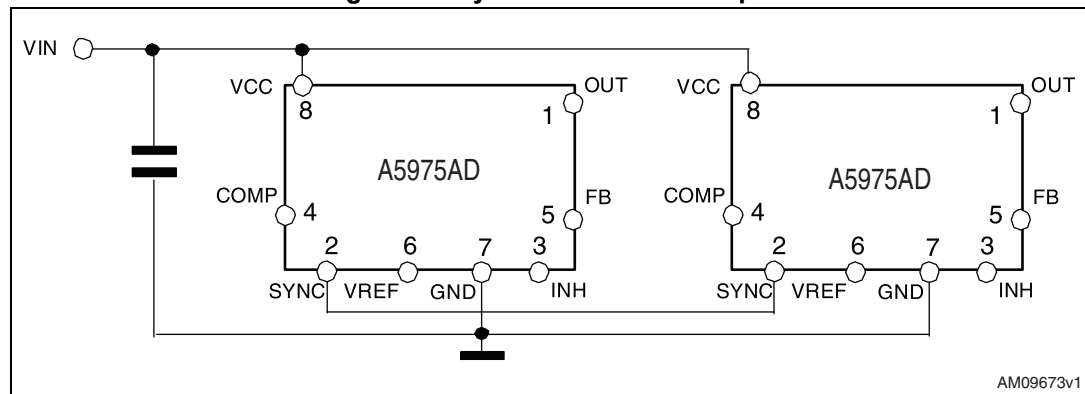 VIN
VCC
8
OUT
1
A5975AD
COMP
4
FB
5
2
6
7
3
SYNC
VREF
GND
INH
VCC
8
OUT
1
A5975AD
COMP
4
FB
5
2
6
7
3
SYNC
VREF
GND
INH
AM09673v1